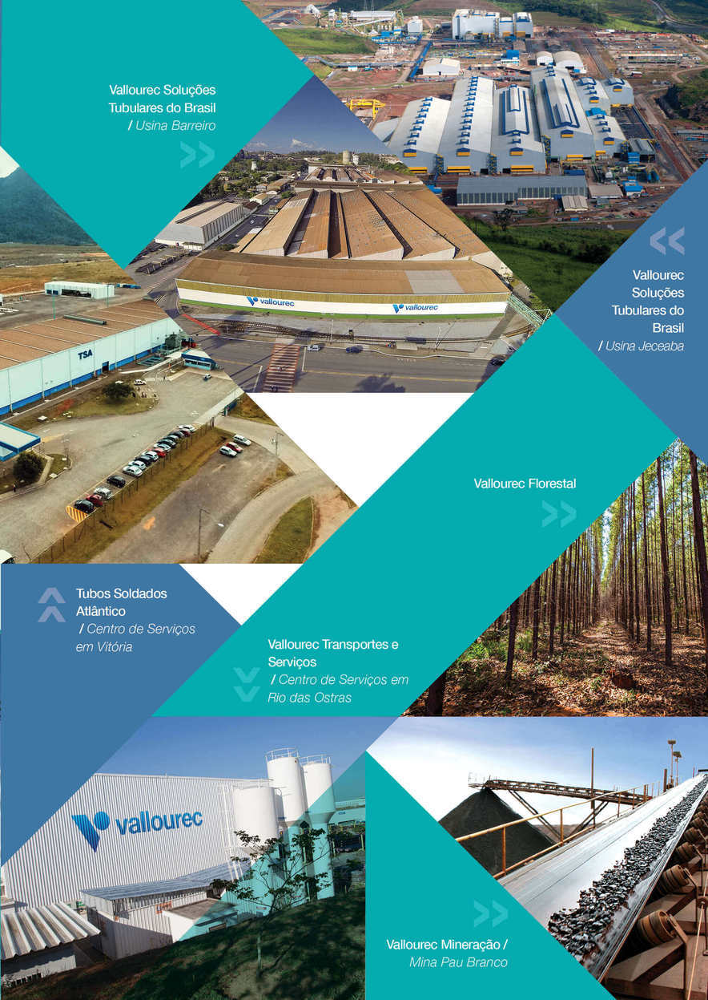 Vallourec Soluções
Tubulares do Brasil
/ Usina Barreiro
vallourec
vallourec
Vallourec
Soluções
Tubulares do
Brasil
/ Usina Jeceaba
TSA
Vallourec Florestal
Tubos Soldados
Atlântico
/ Centro de Serviços
em Vitória
Vallourec Transportes e
Serviços
/ Centro de Serviços em
Rio das Ostras
vallourec
Vallourec Mineração /
Mina Pau Branco